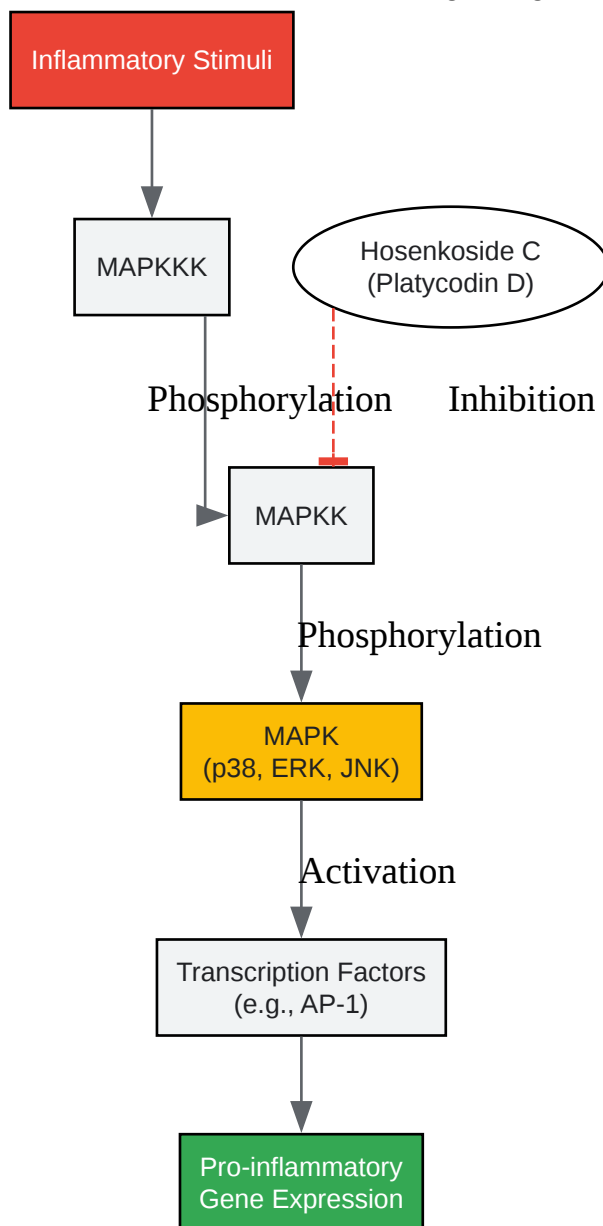 Inflammatory Stimuli
MAPKKK
Hosenkoside C
(Platycodin D)
Phosphorylation
Inhibition
MAPKK
Phosphorylation
MAPK
(p38, ERK, JNK)
Activation
Transcription Factors
(e.g., AP-1)
Pro-inflammatory
Gene Expression